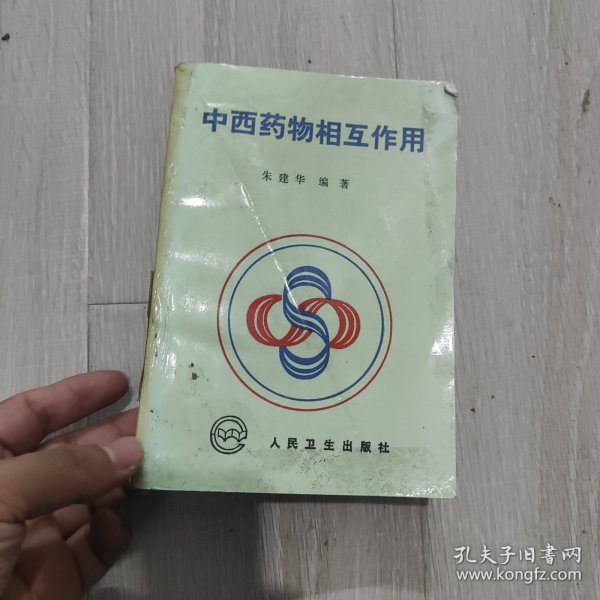 中西药物相互作用
朱建华 编著
人民卫生出版社
孔夫子旧书网
www.kongfz.com